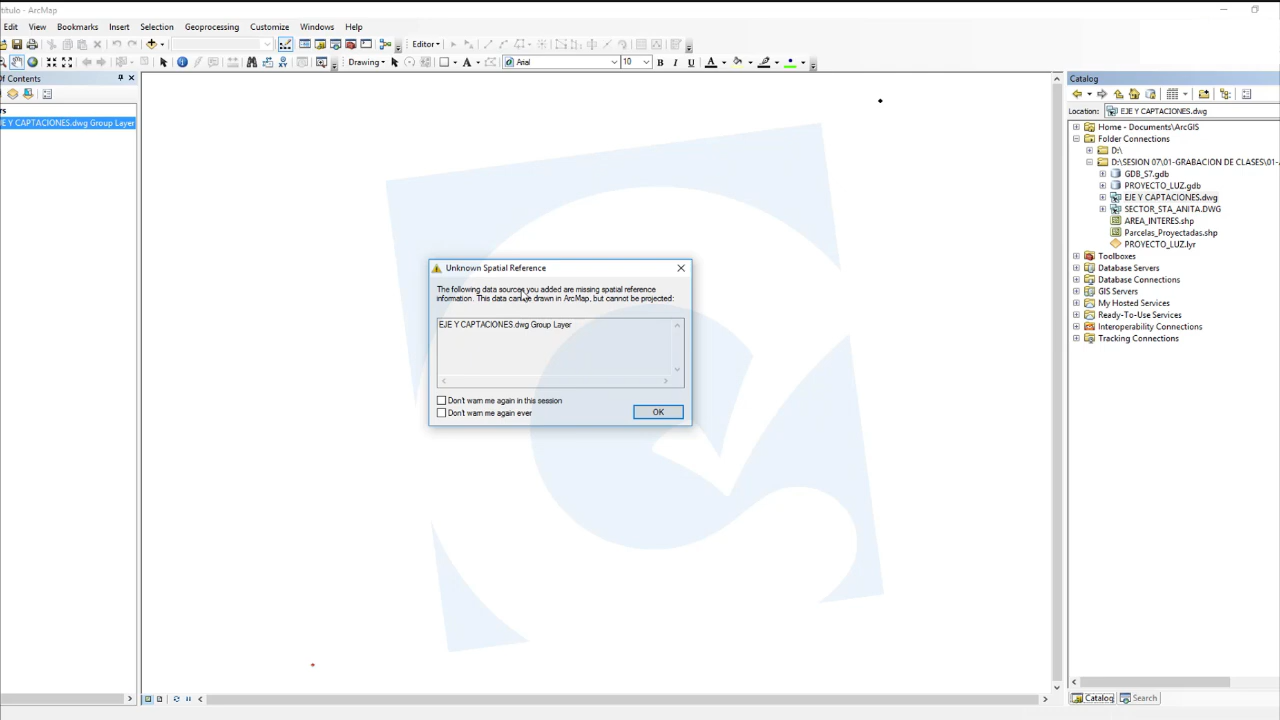 titulo - ArcMap
Edit View Bookmarks Insert Selection Geoprocessing Customize Windows Help
Editor
Drawing Arial 10 B I U A
Of Contents
Catalog
Location: EJE Y CAPTACIONES.dwg
rs
E Y CAPTACIONES.dwg Group Layer
Home - Documents\ArcGIS
Folder Connections
D:\
D:\SESION 07\01-GRABACION DE CLASES\01-
GDB_S7.gdb
PROYECTO_LUZ.gdb
EJE Y CAPTACIONES.dwg
SECTOR_STA_ANITA.DWG
AREA_INTERES.shp
Parcelas_Proyectadas.shp
PROYECTO_LUZ.lyr
Toolboxes
Database Servers
Database Connections
GIS Servers
My Hosted Services
Ready-To-Use Services
Interoperability Connections
Tracking Connections
Unknown Spatial Reference
The following data sources you added are missing spatial reference
information. This data can be drawn in ArcMap, but cannot be projected:
EJE Y CAPTACIONES.dwg Group Layer
Don't warn me again in this session
Don't warn me again ever
OK
Catalog Search